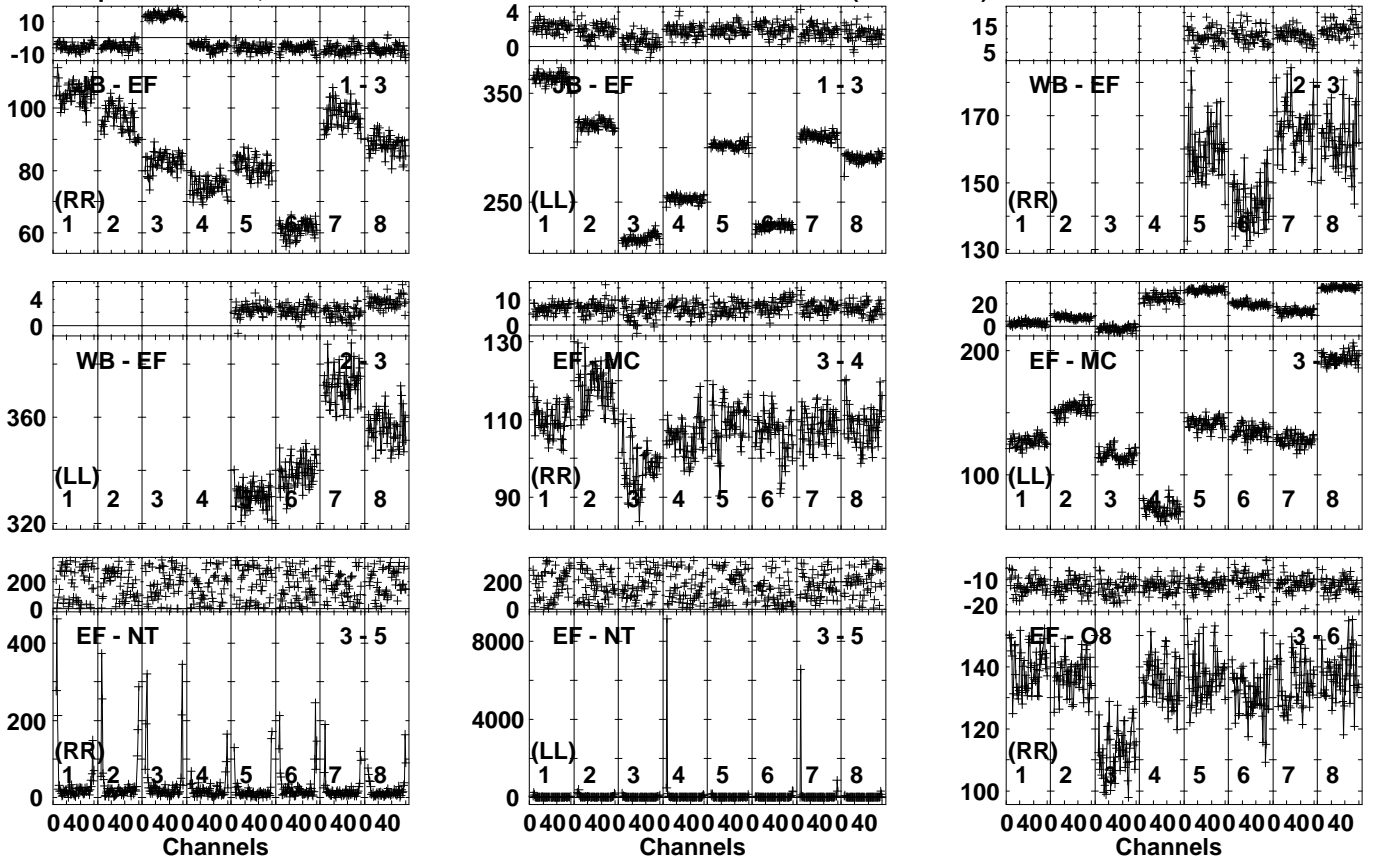 10
-10
100
80
60
JB - EF 1 - 3
(RR)
1 2 3 4 5 6 7 8
4
0
350
250
JB - EF 1 - 3
(LL)
1 2 3 4 5 6 7 8
15
5
170
150
130
WB - EF 2 - 3
(RR)
1 2 3 4 5 6 7 8
4
0
360
320
WB - EF 2 - 3
(LL)
1 2 3 4 5 6 7 8
10
0
130
110
90
EF - MC 3 - 4
(RR)
1 2 3 4 5 6 7 8
20
0
200
100
EF - MC 3 - 4
(LL)
1 2 3 4 5 6 7 8
200
0
400
200
0
EF - NT 3 - 5
(RR)
1 2 3 4 5 6 7 8
0 40 0 40 0 40 0 40 0 40 0 40 0 40 0 40
Channels
200
0
8000
4000
0
EF - NT 3 - 5
(LL)
1 2 3 4 5 6 7 8
0 40 0 40 0 40 0 40 0 40 0 40 0 40 0 40
Channels
-10
-20
140
120
100
EF - O8 3 - 6
(RR)
1 2 3 4 5 6 7 8
0 40 0 40 0 40 0 40 0 40 0 40 0 40 0 40
Channels